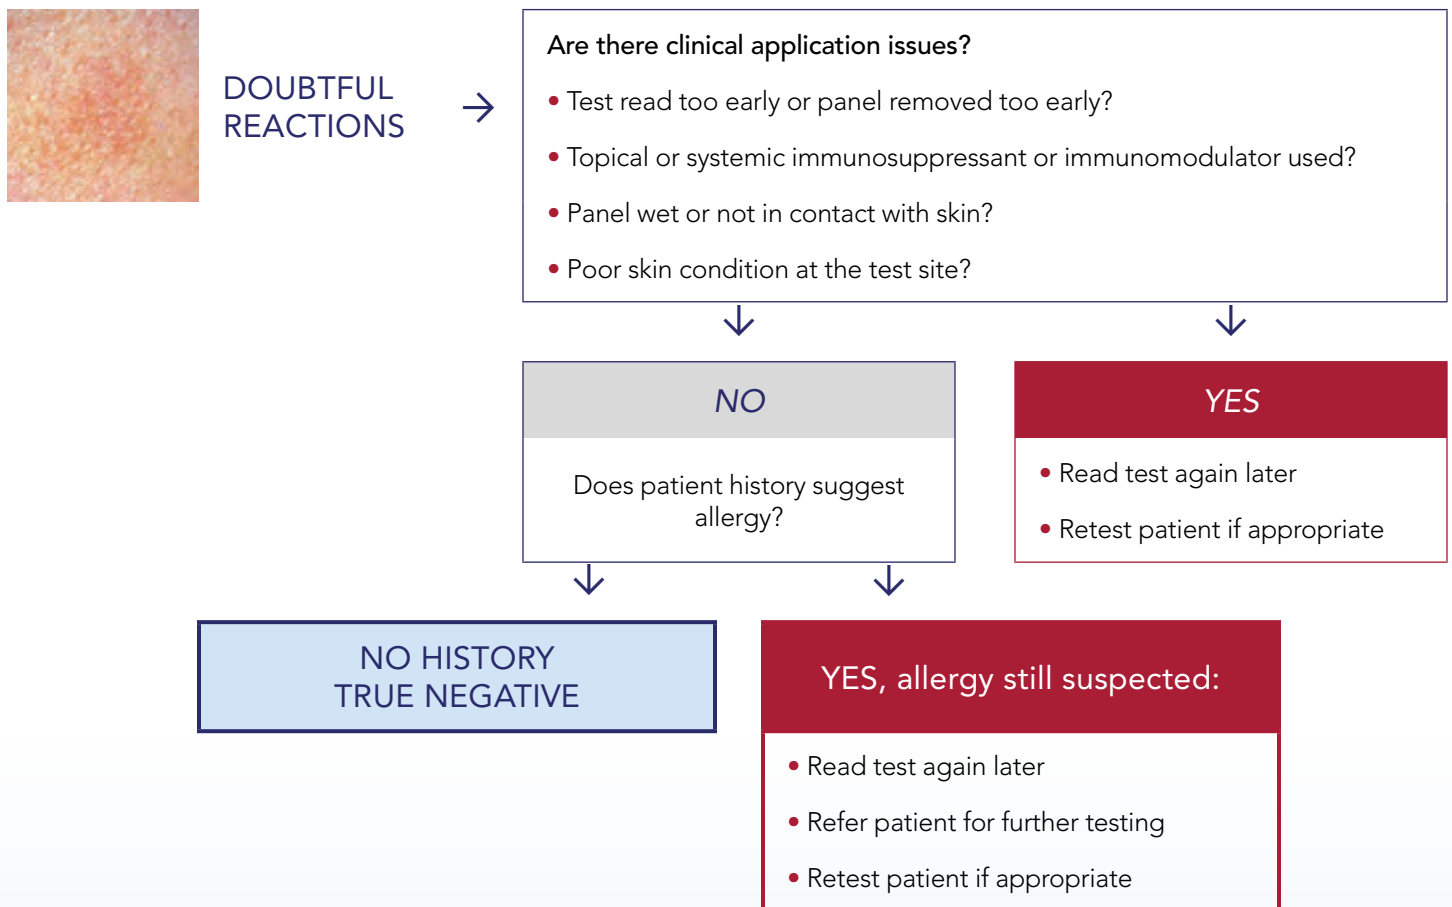 DOUBTFUL
REACTIONS
Are there clinical application issues?
• Test read too early or panel removed too early?
• Topical or systemic immunosuppressant or immunomodulator used?
• Panel wet or not in contact with skin?
• Poor skin condition at the test site?
NO
Does patient history suggest
allergy?
YES
• Read test again later
• Retest patient if appropriate
NO HISTORY
TRUE NEGATIVE
YES, allergy still suspected:
• Read test again later
• Refer patient for further testing
• Retest patient if appropriate